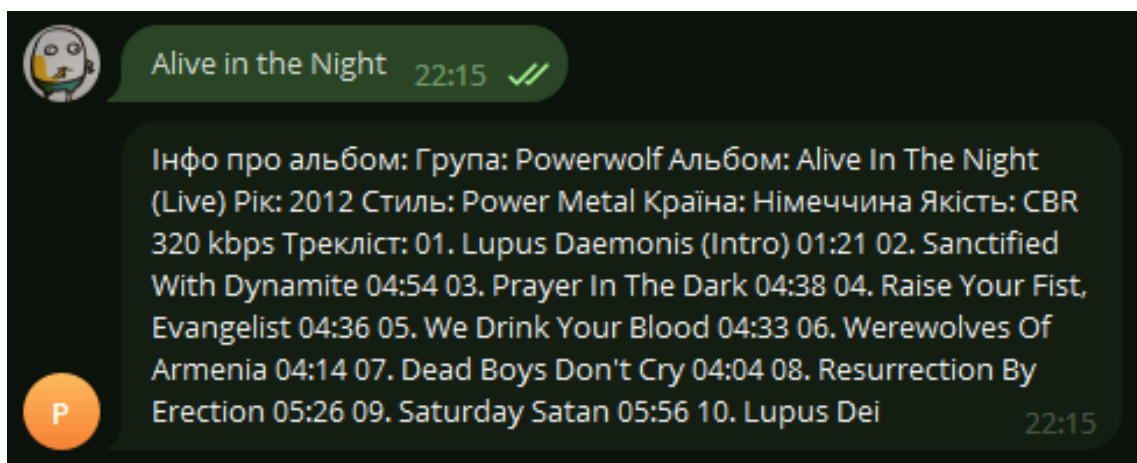 Alive in the Night 22:15
Інфо про альбом: Група: Powerwolf Альбом: Alive In The Night
(Live) Рік: 2012 Стиль: Power Metal Країна: Німеччина Якість: CBR
320 kbps Трекліст: 01. Lupus Daemonis (Intro) 01:21 02. Sanctified
With Dynamite 04:54 03. Prayer In The Dark 04:38 04. Raise Your Fist,
Evangelist 04:36 05. We Drink Your Blood 04:33 06. Werewolves Of
Armenia 04:14 07. Dead Boys Don't Cry 04:04 08. Resurrection By
Erection 05:26 09. Saturday Satan 05:56 10. Lupus Dei
P
22:15